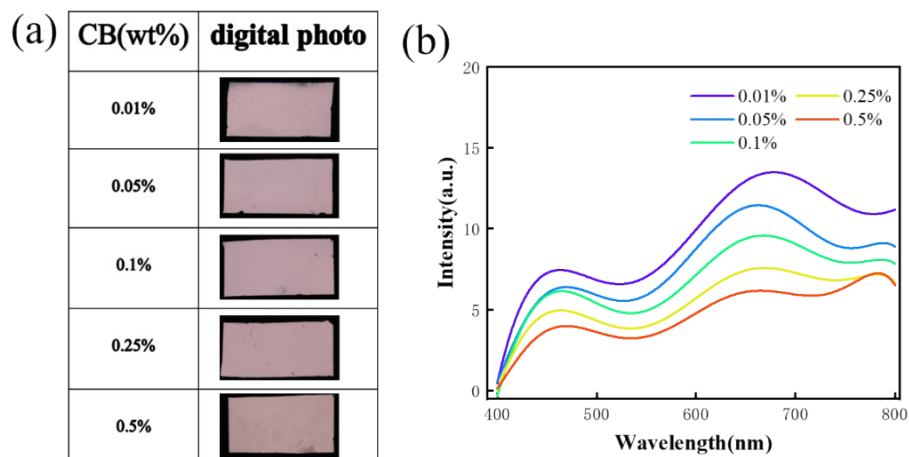 (a)
CB(wt%) digital photo
0.01%
0.05%
0.1%
0.25%
0.5%
(b)
20
15
10
5
0
Intensity(a.u.)
0.01% 0.25%
0.05% 0.5%
0.1%
400 500 600 700 800
Wavelength(nm)